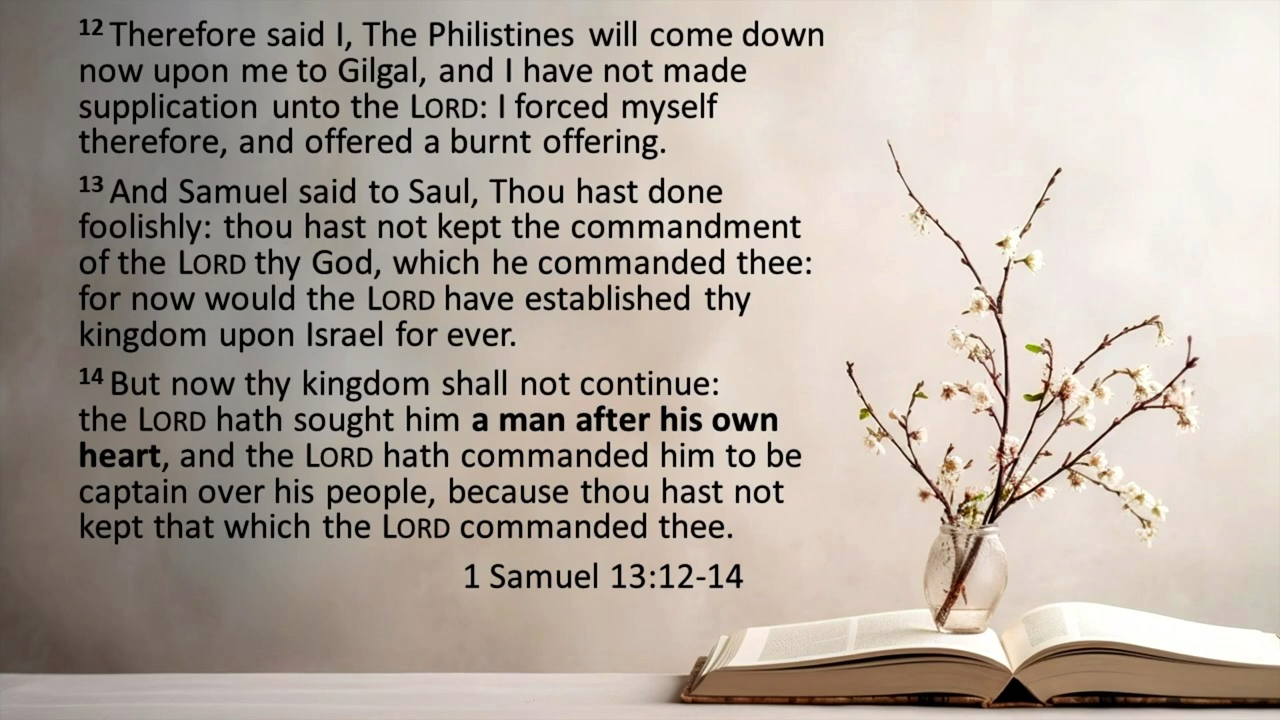 12 Therefore said I, The Philistines will come down
now upon me to Gilgal, and I have not made
supplication unto the LORD: I forced myself
therefore, and offered a burnt offering.
13 And Samuel said to Saul, Thou hast done
foolishly: thou hast not kept the commandment
of the LORD thy God, which he commanded thee:
for now would the LORD have established thy
kingdom upon Israel for ever.
14 But now thy kingdom shall not continue:
the LORD hath sought him a man after his own
heart, and the LORD hath commanded him to be
captain over his people, because thou hast not
kept that which the LORD commanded thee.
1 Samuel 13:12-14